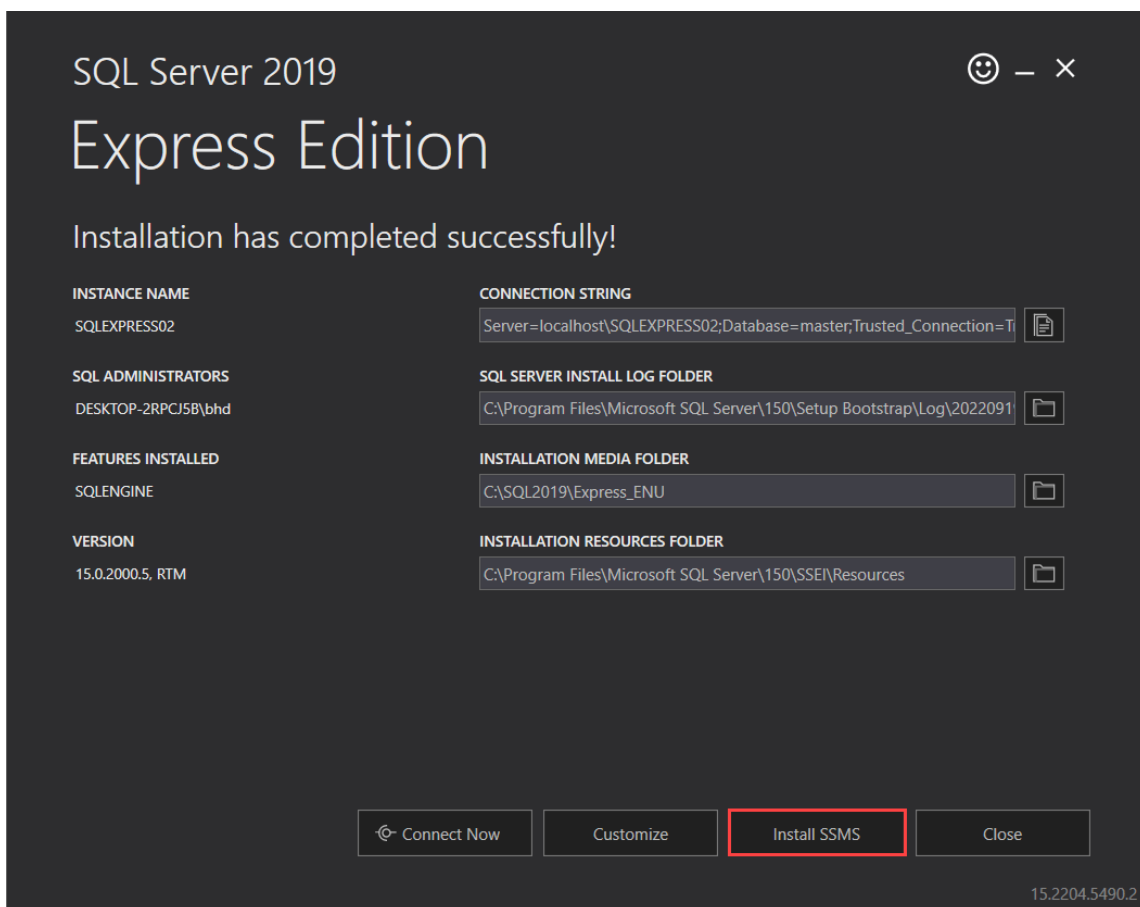 SQL Server 2019
Express Edition
Installation has completed successfully!
INSTANCE NAME
SQLEXPRESS02
CONNECTION STRING
Server=localhost\SQLEXPRESS02;Database=master;Trusted_Connection=T
SQL ADMINISTRATORS
DESKTOP-2RPCJ5B\bhd
SQL SERVER INSTALL LOG FOLDER
C:\Program Files\Microsoft SQL Server\150\Setup Bootstrap\Log\2022091
FEATURES INSTALLED
SQLENGINE
INSTALLATION MEDIA FOLDER
C:\SQL2019\Express_ENU
VERSION
15.0.2000.5, RTM
INSTALLATION RESOURCES FOLDER
C:\Program Files\Microsoft SQL Server\150\SSEI\Resources
Connect Now
Customize
Install SSMS
Close
15.2204.5490.2